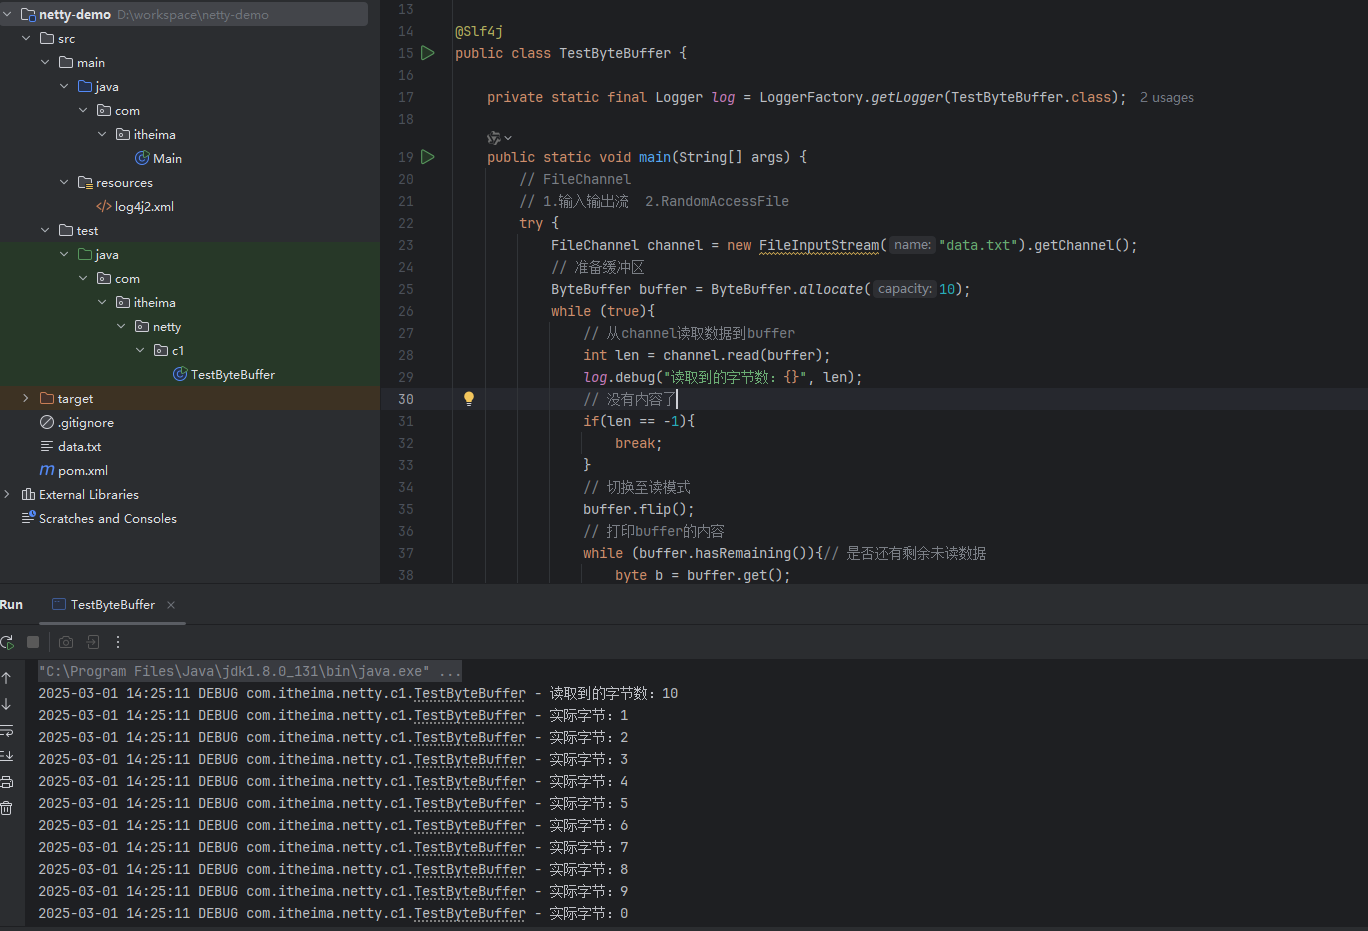 netty-demo D:\workspace\netty-demo
src
main
java
com
itheima
Main
resources
log4j2.xml
test
java
com
itheima
netty
c1
TestByteBuffer
target
.gitignore
data.txt
pom.xml
External Libraries
Scratches and Consoles
13
14 @Slf4j
15 public class TestByteBuffer {
16
17 private static final Logger log = LoggerFactory.getLogger(TestByteBuffer.class); 2 usages
18
19 public static void main(String[] args) {
20 // FileChannel
21 // 1.输入输出流 2.RandomAccessFile
22 try {
23 FileChannel channel = new FileInputStream( name: "data.txt").getChannel();
24 // 准备缓冲区
25 ByteBuffer buffer = ByteBuffer.allocate( capacity: 10);
26 while (true){
27 // 从channel读取数据到buffer
28 int len = channel.read(buffer);
29 log.debug("读取到的字节数：{}", len);
30 // 没有内容了
31 if(len == -1){
32 break;
33 }
34 // 切换至读模式
35 buffer.flip();
36 // 打印buffer的内容
37 while (buffer.hasRemaining()){// 是否还有剩余未读数据
38 byte b = buffer.get();
Run TestByteBuffer
"C:\Program Files\Java\jdk1.8.0_131\bin\java.exe" ...
2025-03-01 14:25:11 DEBUG com.itheima.netty.c1.TestByteBuffer - 读取到的字节数：10
2025-03-01 14:25:11 DEBUG com.itheima.netty.c1.TestByteBuffer - 实际字节：1
2025-03-01 14:25:11 DEBUG com.itheima.netty.c1.TestByteBuffer - 实际字节：2
2025-03-01 14:25:11 DEBUG com.itheima.netty.c1.TestByteBuffer - 实际字节：3
2025-03-01 14:25:11 DEBUG com.itheima.netty.c1.TestByteBuffer - 实际字节：4
2025-03-01 14:25:11 DEBUG com.itheima.netty.c1.TestByteBuffer - 实际字节：5
2025-03-01 14:25:11 DEBUG com.itheima.netty.c1.TestByteBuffer - 实际字节：6
2025-03-01 14:25:11 DEBUG com.itheima.netty.c1.TestByteBuffer - 实际字节：7
2025-03-01 14:25:11 DEBUG com.itheima.netty.c1.TestByteBuffer - 实际字节：8
2025-03-01 14:25:11 DEBUG com.itheima.netty.c1.TestByteBuffer - 实际字节：9
2025-03-01 14:25:11 DEBUG com.itheima.netty.c1.TestByteBuffer - 实际字节：0